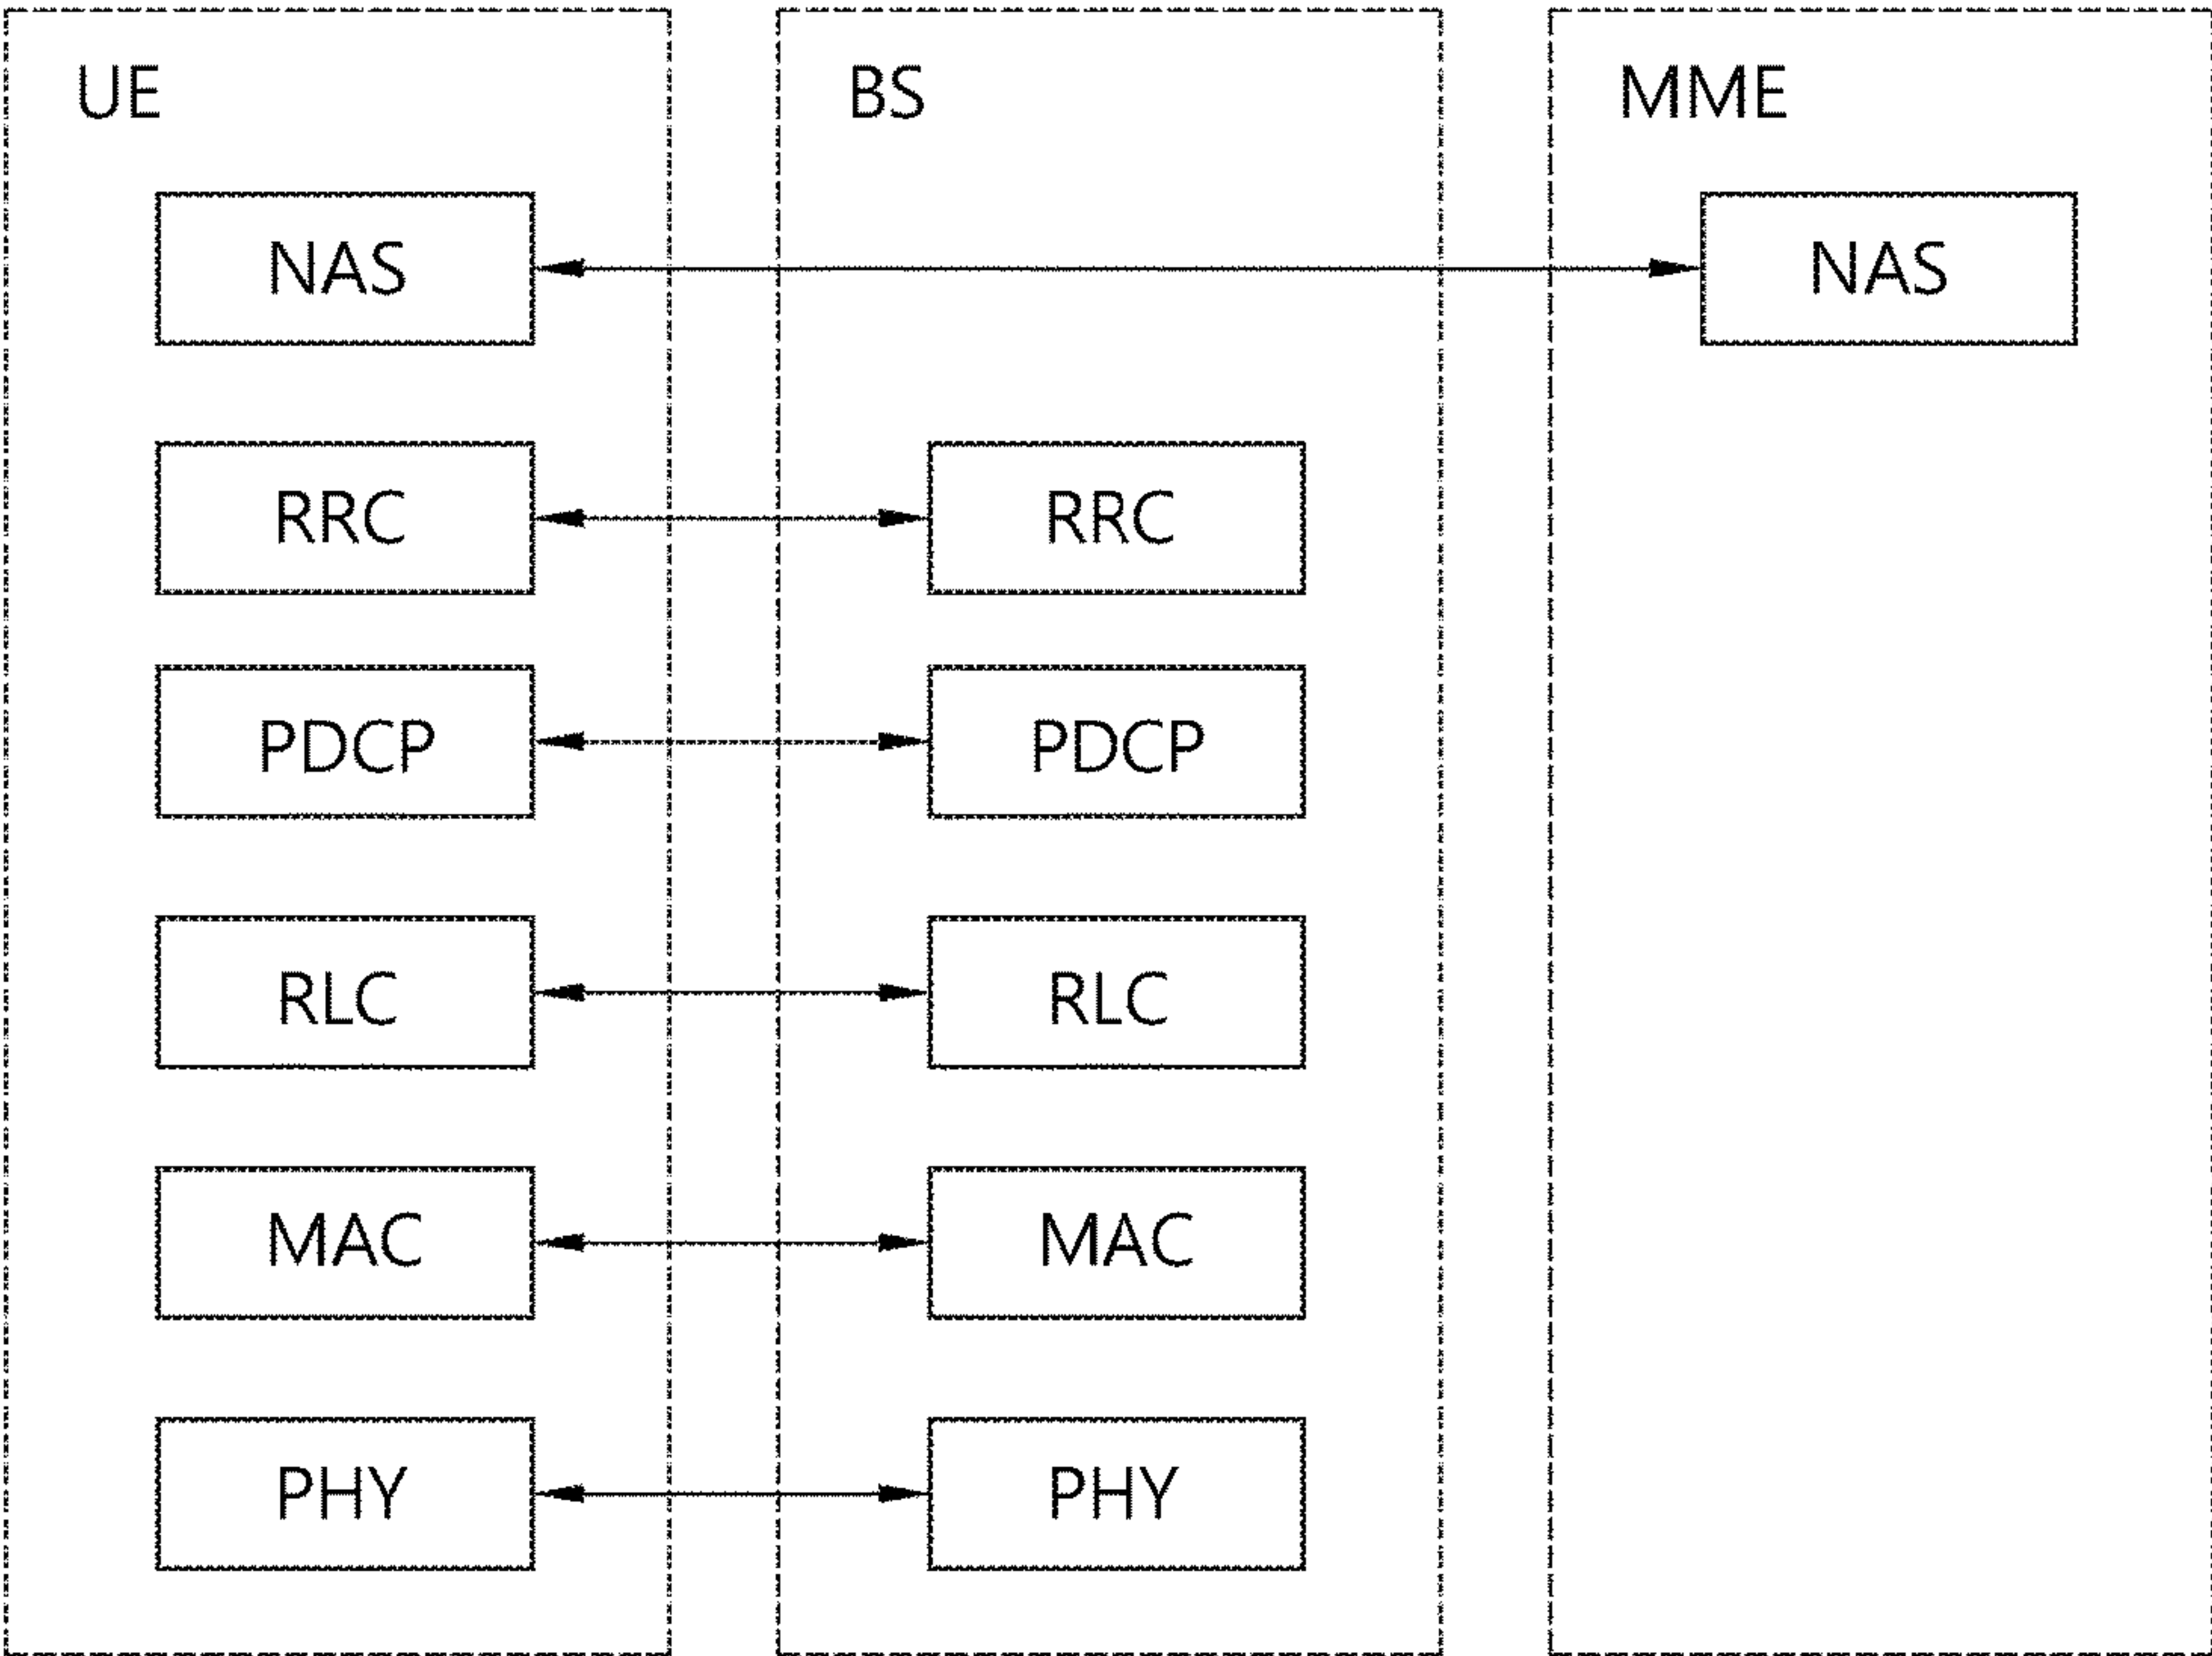 UE BS MME
NAS NAS
RRC RRC
PDCP PDCP
RLC RLC
MAC MAC
PHY PHY